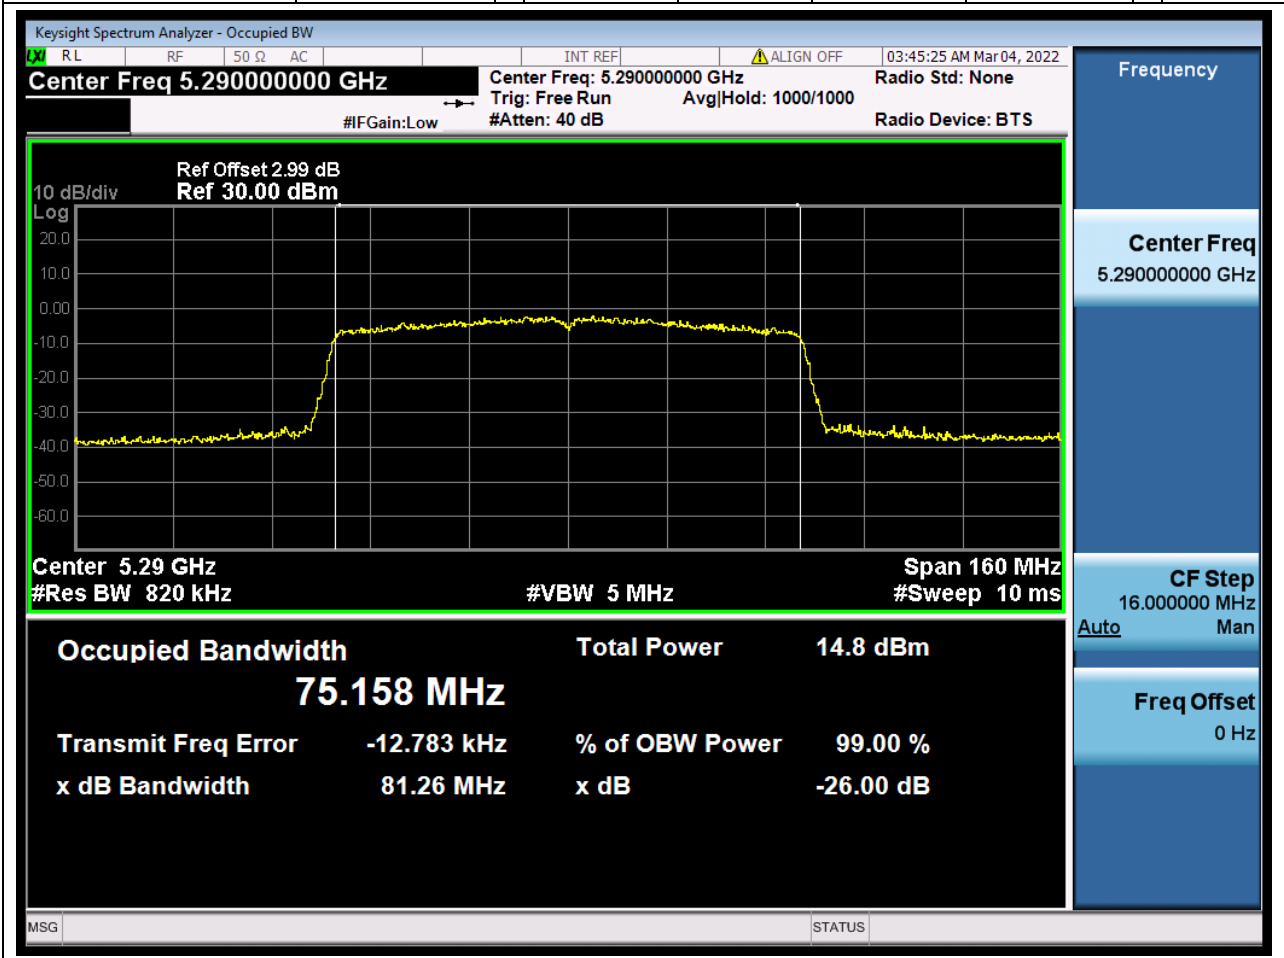 Keysight Spectrum Analyzer - Occupied BW
LXI RL RF 50 Ω AC INT REF ALIGN OFF 03:45:25 AM Mar 04, 2022
Center Freq 5.290000000 GHz
Center Freq: 5.290000000 GHz
Radio Std: None
Trig: Free Run Avg|Hold: 1000/1000
#IFGain:Low
#Atten: 40 dB
Radio Device: BTS
Ref Offset 2.99 dB
10 dB/div Ref 30.00 dBm
Log
20.0
10.0
0.00
-10.0
-20.0
-30.0
-40.0
-50.0
-60.0
Center 5.29 GHz Span 160 MHz
#Res BW 820 kHz #VBW 5 MHz #Sweep 10 ms
Occupied Bandwidth Total Power 14.8 dBm
75.158 MHz
Transmit Freq Error -12.783 kHz % of OBW Power 99.00 %
x dB Bandwidth 81.26 MHz x dB -26.00 dB
Frequency
Center Freq
5.290000000 GHz
CF Step
16.000000 MHz
Auto Man
Freq Offset
0 Hz
MSG STATUS